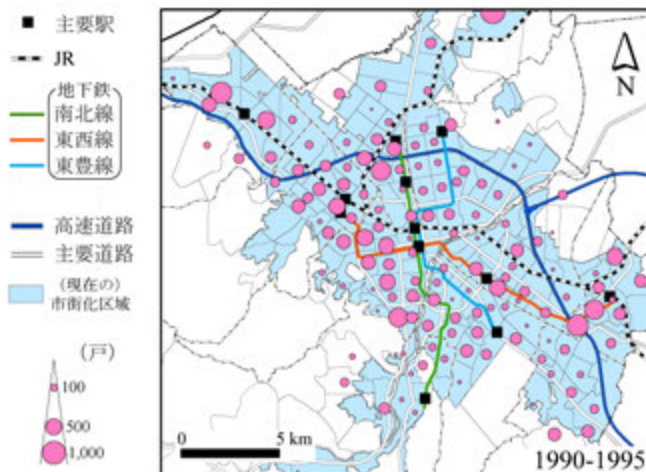 主要駅
JR
地下鉄
南北線
東西線
東豊線
高速道路
主要道路
(現在の)
市街化区域
(戸)
100
500
1,000
N
0 5 km
1990-1995